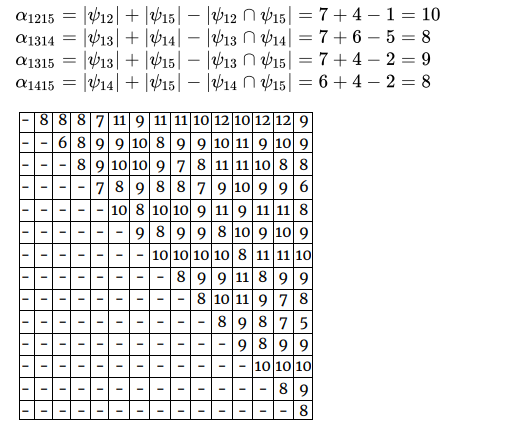 α₁₂₁₅ = |ψ₁₂| + |ψ₁₅| − |ψ₁₂ ∩ ψ₁₅| = 7 + 4 − 1 = 10
α₁₃₁₄ = |ψ₁₃| + |ψ₁₄| − |ψ₁₃ ∩ ψ₁₄| = 7 + 6 − 5 = 8
α₁₃₁₅ = |ψ₁₃| + |ψ₁₅| − |ψ₁₃ ∩ ψ₁₅| = 7 + 4 − 2 = 9
α₁₄₁₅ = |ψ₁₄| + |ψ₁₅| − |ψ₁₄ ∩ ψ₁₅| = 6 + 4 − 2 = 8
- 8 8 8 7 11 9 11 11 10 12 10 12 12 9
- - 6 8 9 9 10 8 9 9 10 11 9 10 9
- - - 8 9 10 10 9 7 8 11 11 10 8 8
- - - - 7 8 9 8 8 7 9 10 9 9 6
- - - - - 10 8 10 10 9 11 9 11 11 8
- - - - - - 9 8 9 9 8 10 9 10 9
- - - - - - - 10 10 10 10 8 11 11 10
- - - - - - - - 8 9 9 11 8 9 9
- - - - - - - - - 8 10 11 9 7 8
- - - - - - - - - - 8 9 8 7 5
- - - - - - - - - - - 9 8 9 9
- - - - - - - - - - - - 10 10 10
- - - - - - - - - - - - - 8 9
- - - - - - - - - - - - - - 8